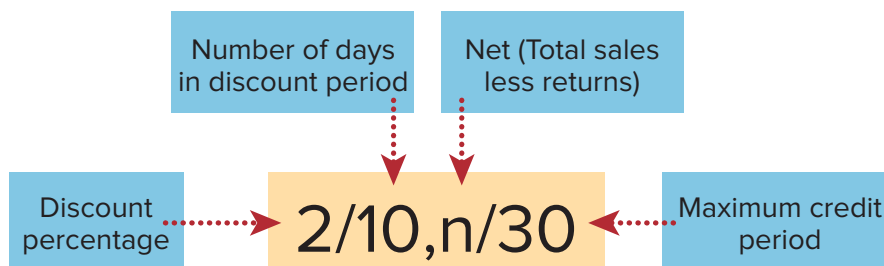 Number of days
in discount period
Net (Total sales
less returns)
Discount
percentage
2/10,n/30
Maximum credit
period